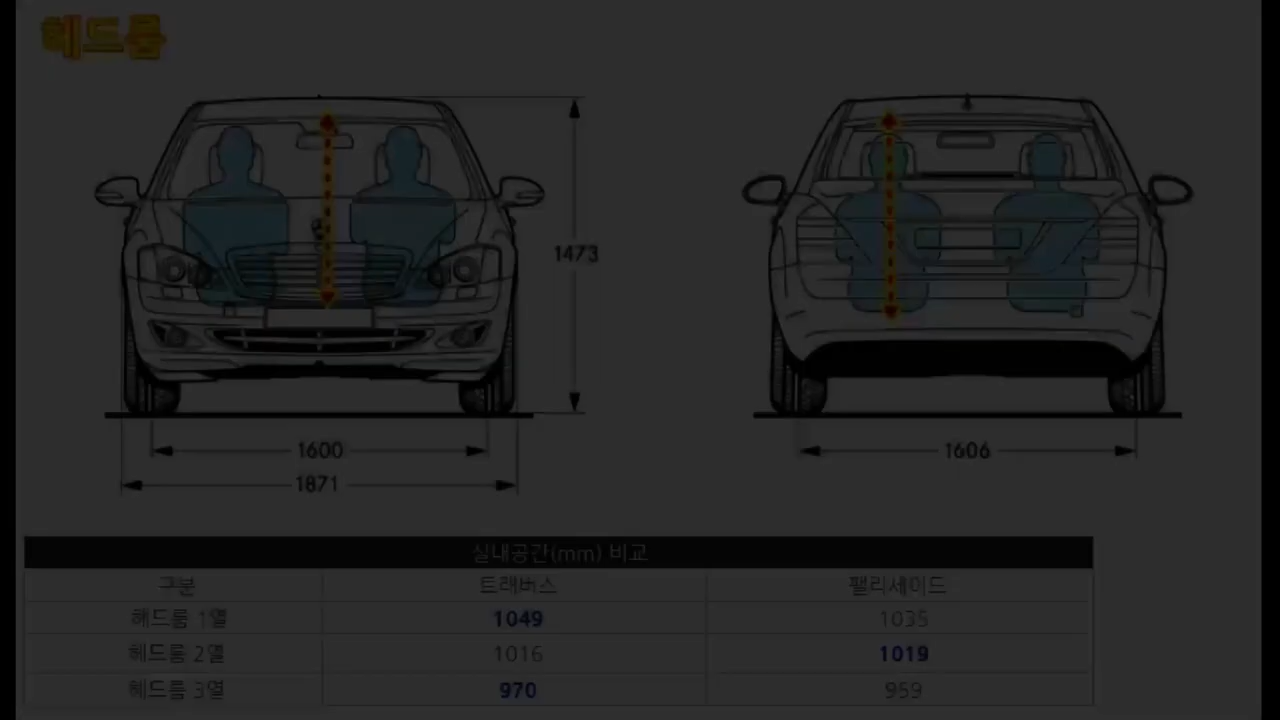 헤드룸
1473
1600
1606
1871
실내공간(mm) 비교
구분 트래버스 팰리세이드
헤드룸 1열 1049 1035
헤드룸 2열 1016 1019
헤드룸 3열 970 959